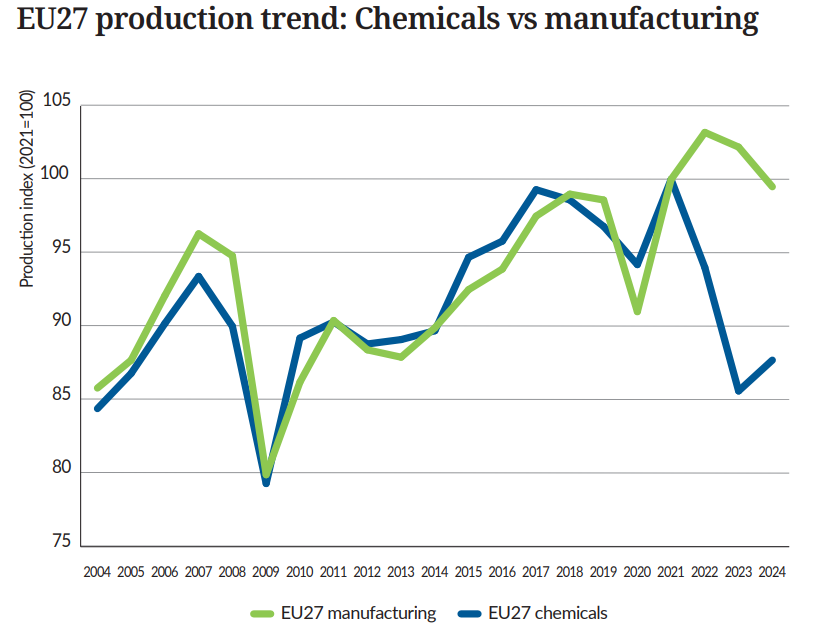 EU27 production trend: Chemicals vs manufacturing
Production index (2021=100)
105
100
95
90
85
80
75
2004 2005 2006 2007 2008 2009 2010 2011 2012 2013 2014 2015 2016 2017 2018 2019 2020 2021 2022 2023 2024
EU27 manufacturing EU27 chemicals